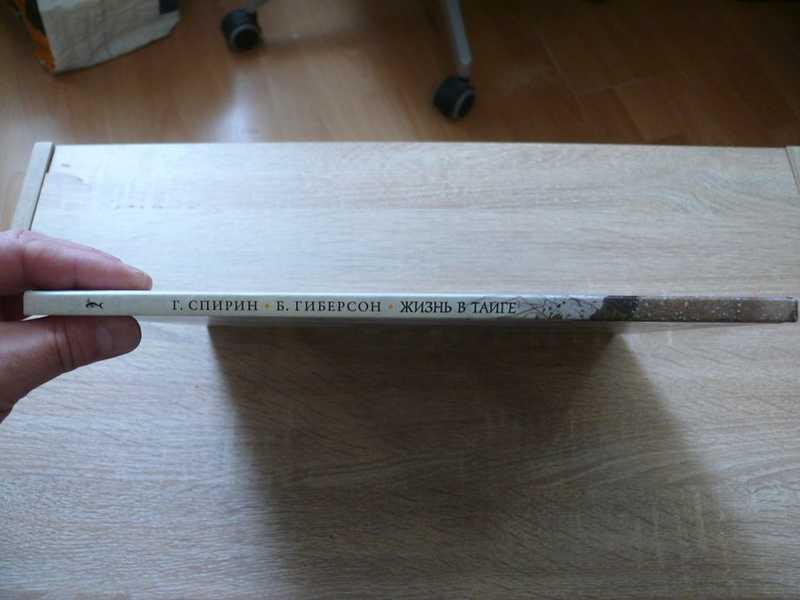 Г. СПИРИН • Б. ГИБЕРСОН • ЖИЗНЬ В ТАЙГЕ